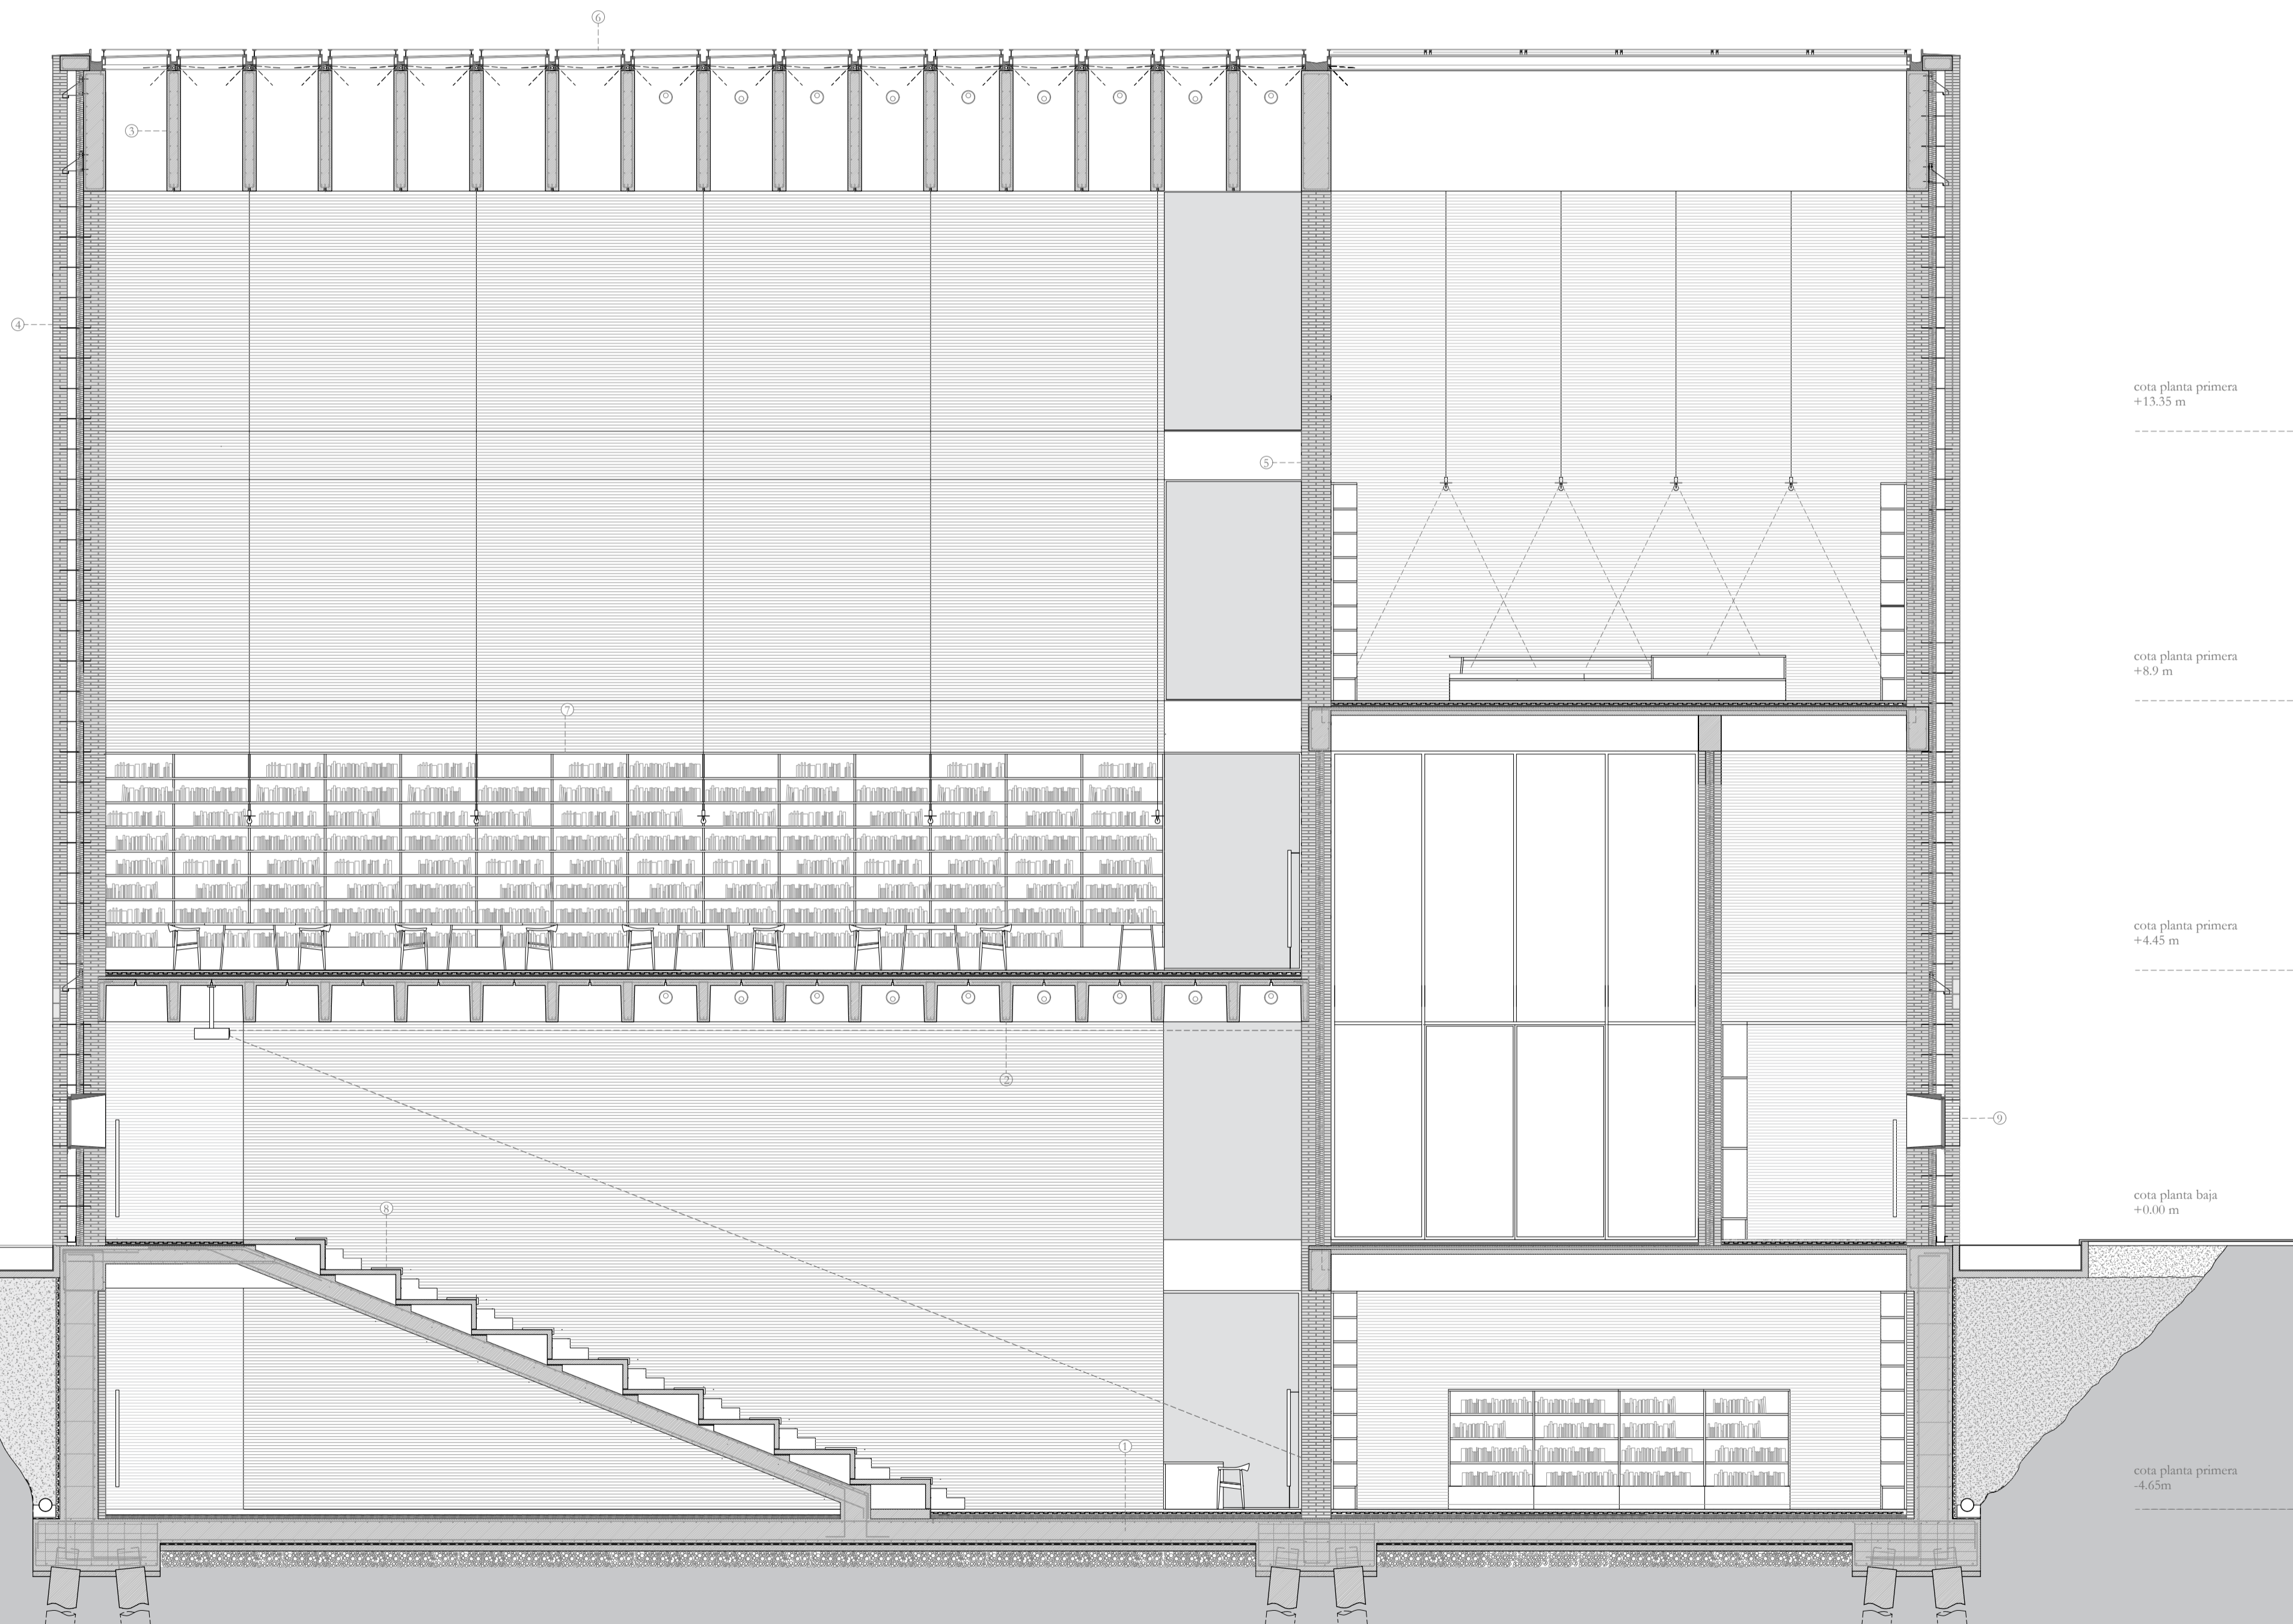 6
3
4
cota planta primera
+13.35 m
5
cota planta primera
+8.9 m
7
cota planta primera
+4.45 m
2
9
cota planta baja
+0.00 m
8
1
cota planta primera
-4.65m